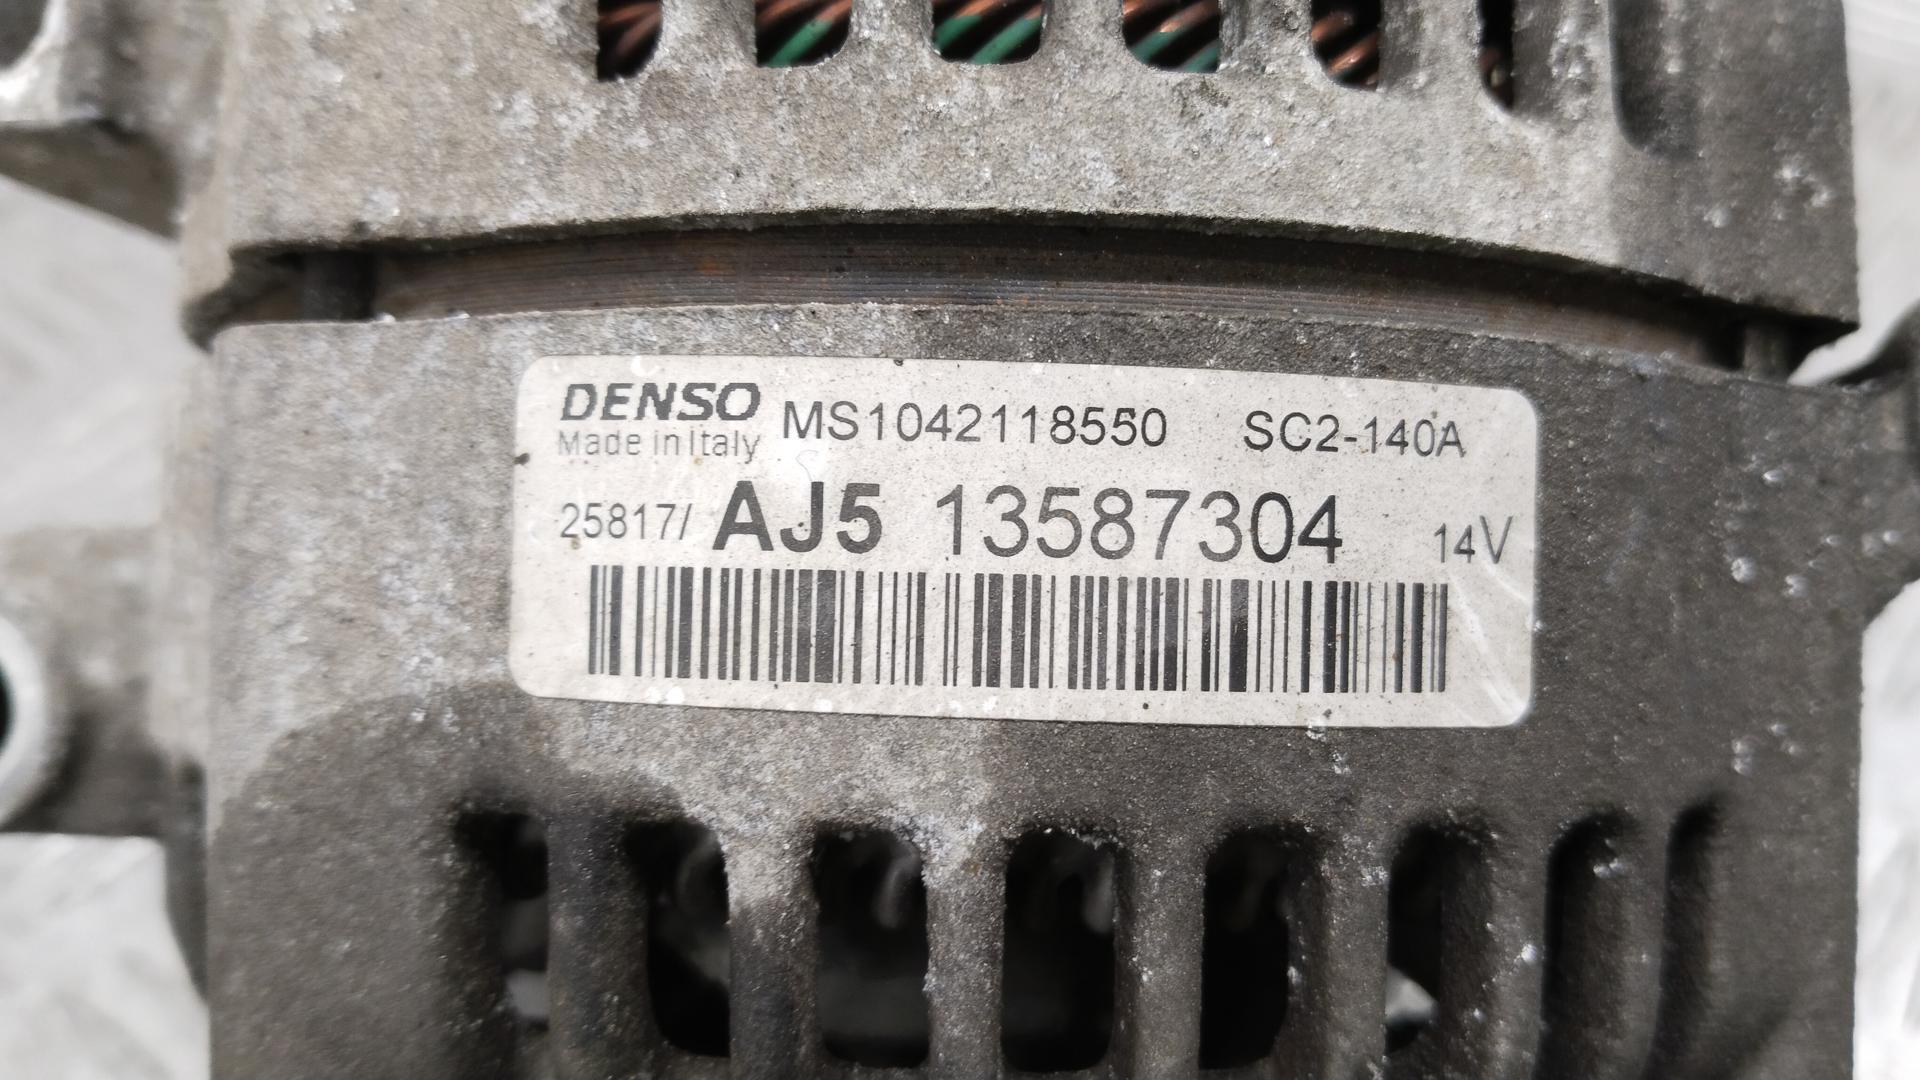 DENSO MS1042118550 SC2-140A
Made in Italy
25817/ AJ5 13587304 14V